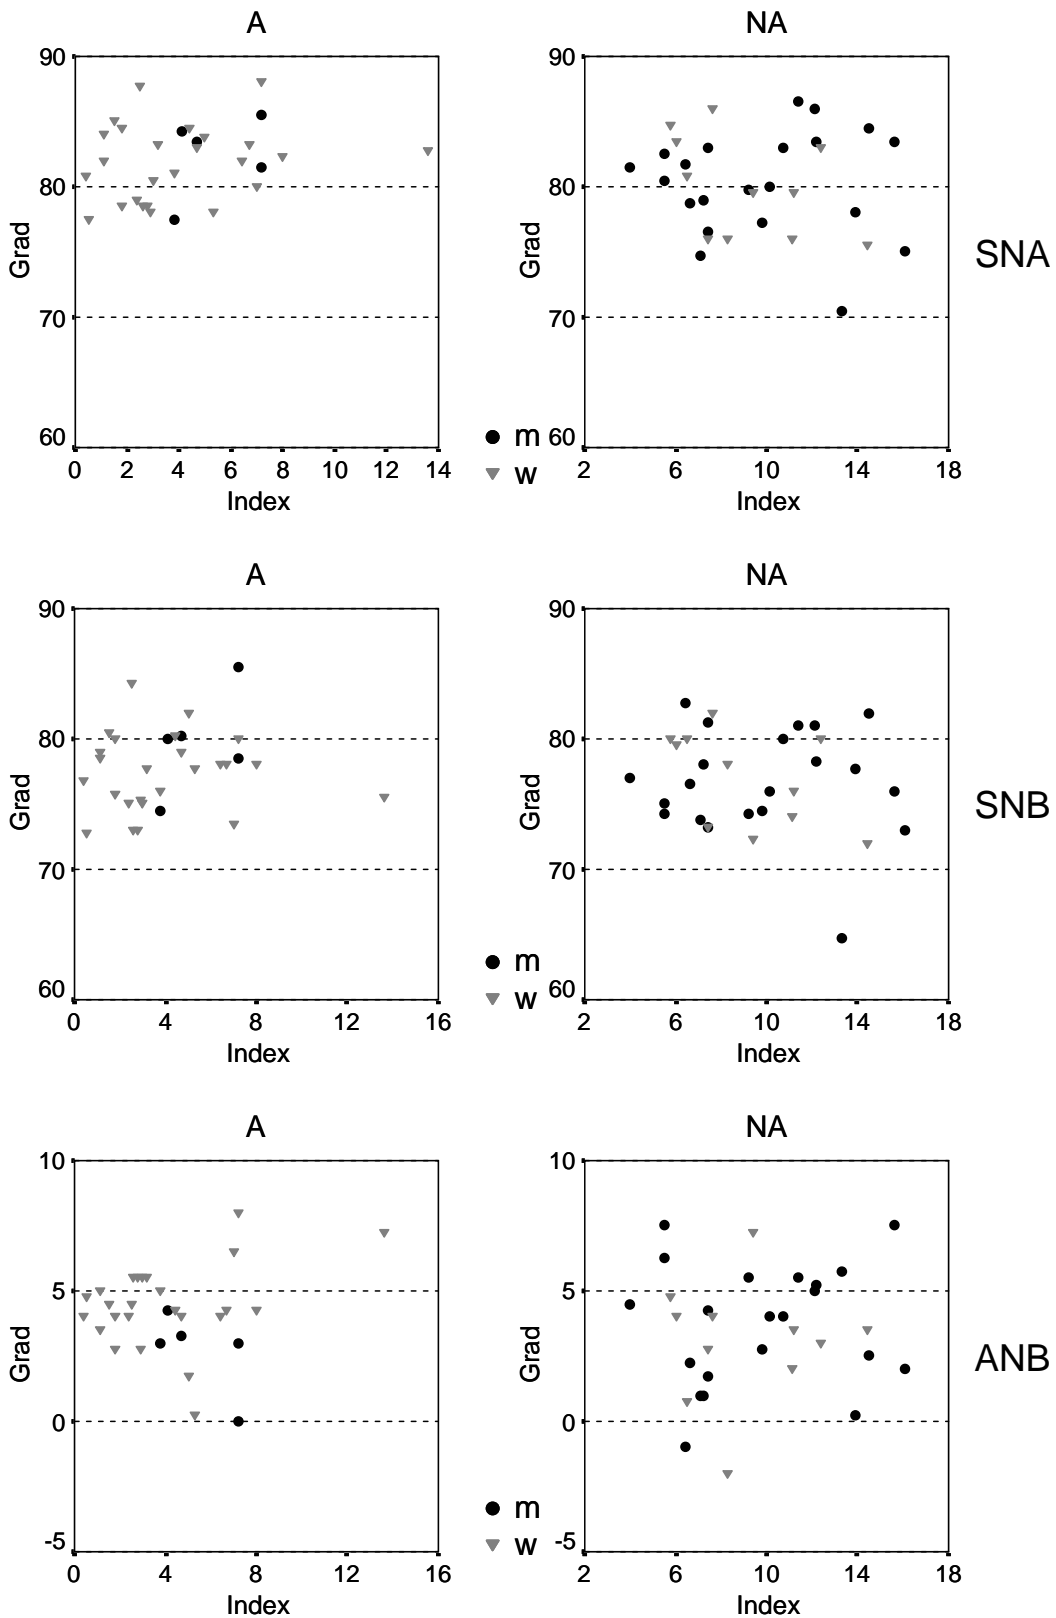 A NA
90 90
80 80
Grad Grad SNA
70 70
m
60 60
w
0 2 4 6 8 10 12 14 2 6 10 14 18
Index Index
A NA
90 90
80 80
Grad Grad SNB
70 70
m
60 60
w
0 4 8 12 16 2 6 10 14 18
Index Index
A NA
10 10
5 5
Grad Grad ANB
0 0
m
-5 -5
w
0 4 8 12 16 2 6 10 14 18
Index Index